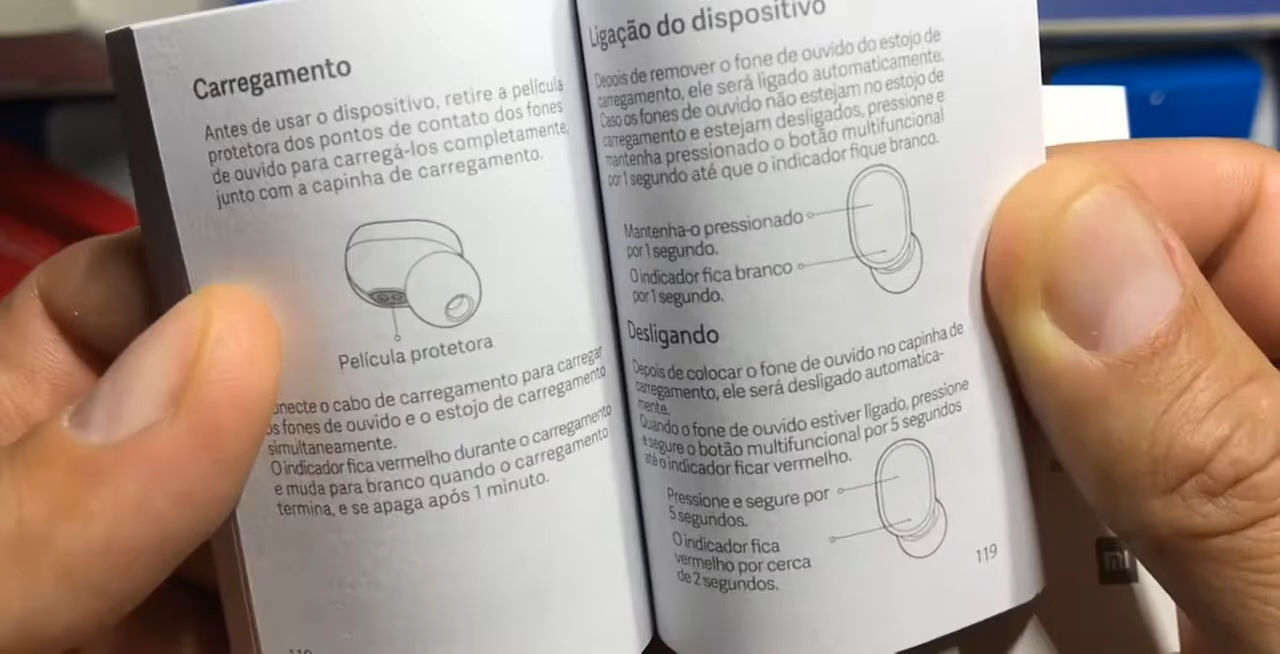 Carregamento
Antes de usar o dispositivo, retire a película
protetora dos pontos de contato dos fones
de ouvido para carregá-los completamente,
junto com a capinha de carregamento.
Película protetora
o cabo de carregamento para carregar
os fones de ouvido e o estojo de carregamento
simultaneamente.
O indicador fica vermelho durante o carregamento
e muda para branco quando o carregamento
termina, e se apaga após 1 minuto.
Ligação do dispositivo
Depois de remover o fone de ouvido do estojo de
carregamento, ele será ligado automaticamente.
Caso os fones de ouvido não estejam no estojo de
carregamento e estejam desligados, pressione e
mantenha pressionado o botão multifuncional
por 1 segundo até que o indicador fique branco.
Mantenha-o pressionado
por 1 segundo.
O indicador fica branco
por 1 segundo.
Desligando
Depois de colocar o fone de ouvido no capinha de
carregamento, ele será desligado automatica-
mente.
Quando o fone de ouvido estiver ligado, pressione
e segure o botão multifuncional por 5 segundos
até o indicador ficar vermelho.
Pressione e segure por
5 segundos.
O indicador fica
vermelho por cerca
de 2 segundos.
119
mi